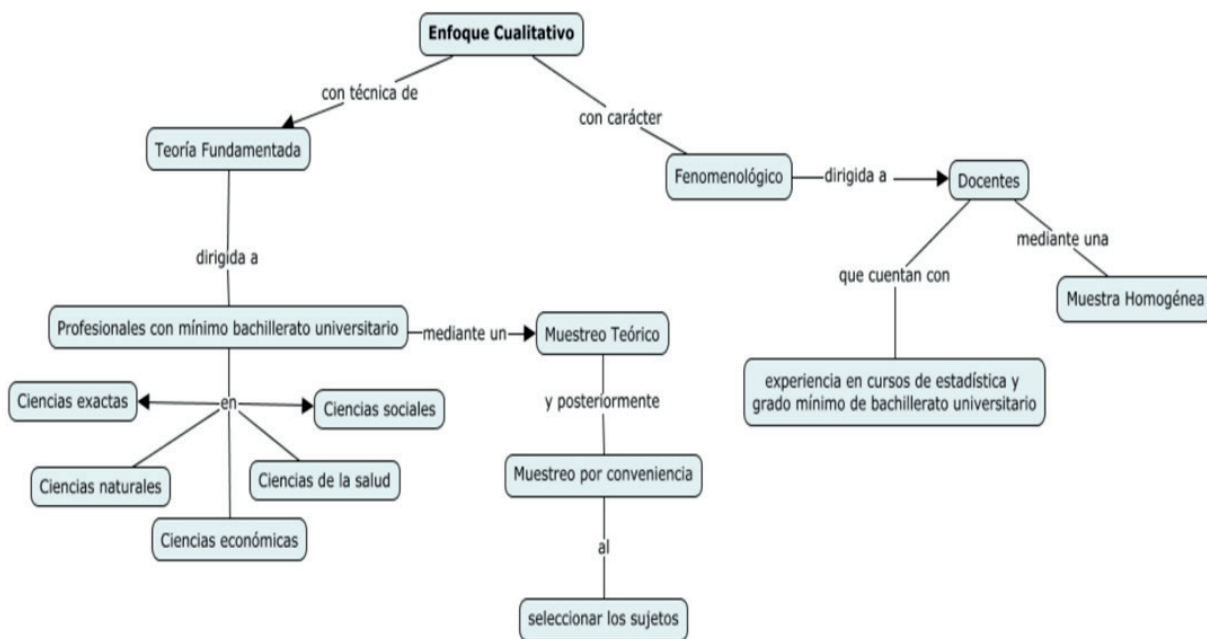 Enfoque Cualitativo
con técnica de
con carácter
Teoría Fundamentada
Fenomenológico
dirigida a
Docentes
dirigida a
mediante una
que cuentan con
Muestra Homogénea
Profesionales con mínimo bachillerato universitario
mediante un
Muestreo Teórico
experiencia en cursos de estadística y
grado mínimo de bachillerato universitario
Ciencias exactas
en
Ciencias sociales
y posteriormente
Ciencias naturales
Ciencias de la salud
Muestreo por conveniencia
Ciencias económicas
al
seleccionar los sujetos